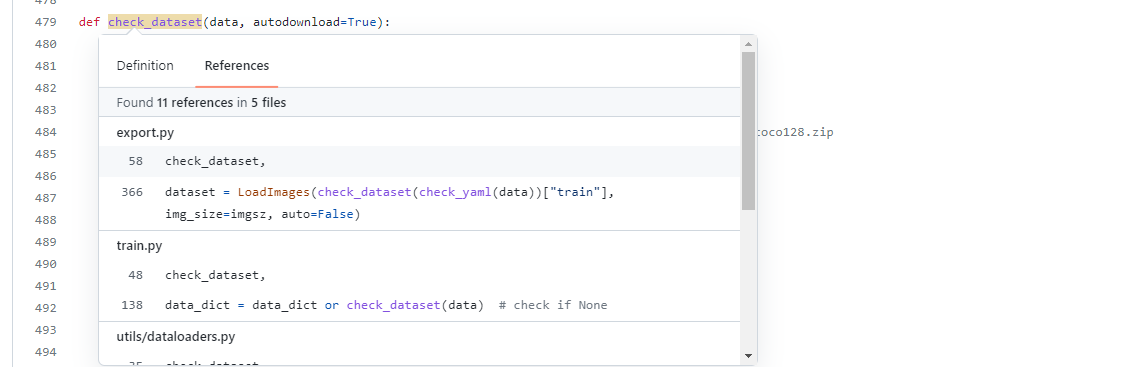 478
479 def check_dataset(data, autodownload=True):
480
481
482
483
484 coco128.zip
485
486
487
488
489
490
491
492
493
494
Definition References
Found 11 references in 5 files
export.py
58 check_dataset,
366 dataset = LoadImages(check_dataset(check_yaml(data))["train"],
img_size=imgsz, auto=False)
train.py
48 check_dataset,
138 data_dict = data_dict or check_dataset(data)  # check if None
utils/dataloaders.py
35 check_dataset,